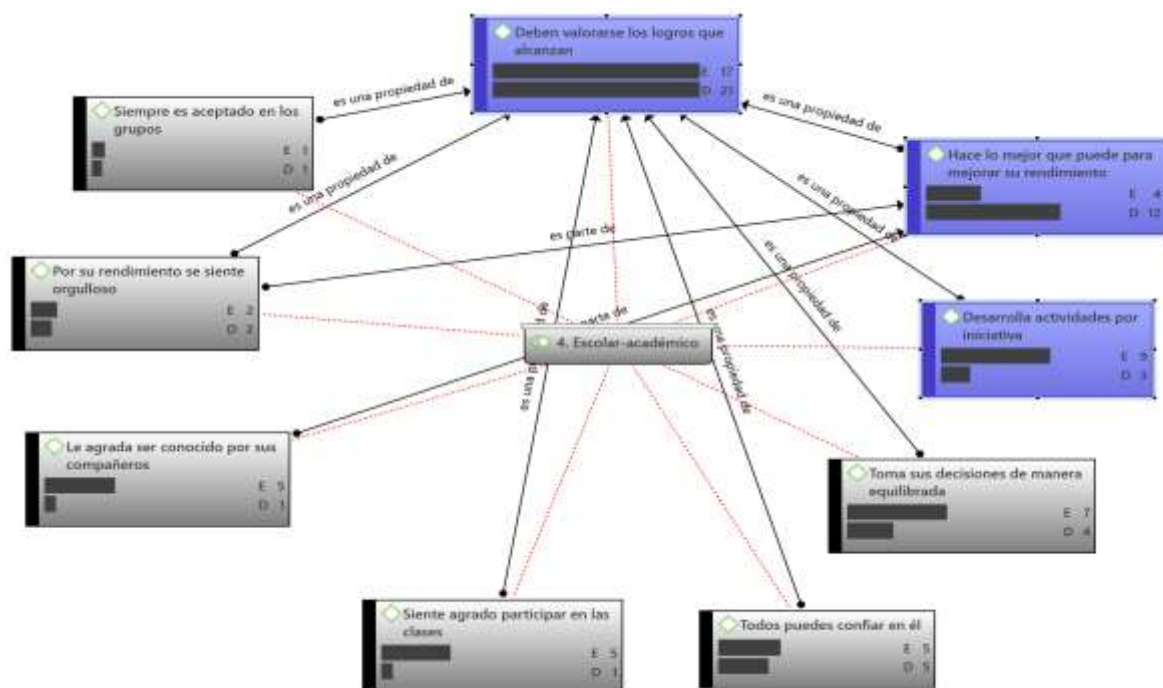 Deben valorarse los logros que
alcanzan
E 17
D 21
es una propiedad de
es una propiedad de
Siempre es aceptado en los
grupos
E 1
D 1
Hace lo mejor que puede para
mejorar su rendimiento
E 4
D 12
es una propiedad de
es una propiedad de
es parte de
Por su rendimiento se siente
orgulloso
E 2
D 2
es una propiedad de
Desarrolla actividades por
iniciativa
E 9
D 3
parte de
4. Escolar-académico
es una propiedad de
es una
Le agrada ser conocido por sus
compañeros
E 5
D 1
Toma sus decisiones de manera
equilibrada
E 7
D 4
Siente agrado participar en las
clases
E 5
D 1
Todos puedes confiar en él
E 5
D 5